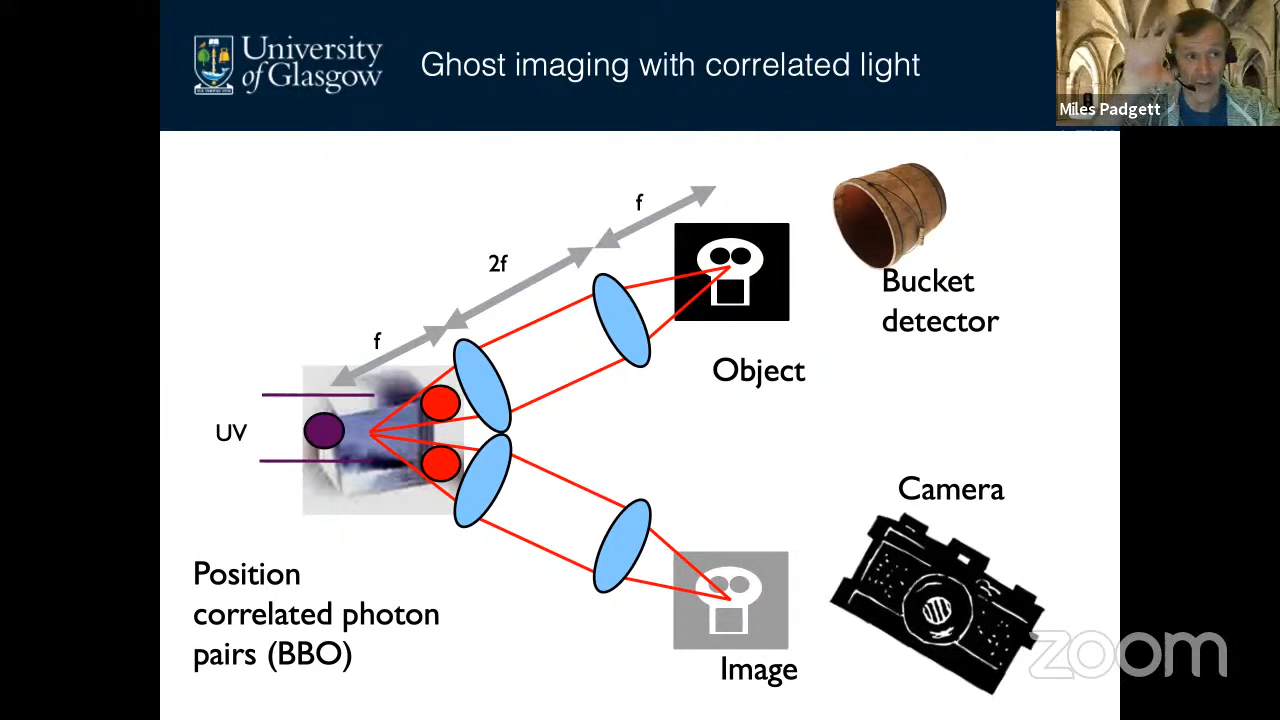 University
of Glasgow
Ghost imaging with correlated light
Miles Padgett
f
2f
f
UV
Bucket
detector
Object
Camera
Position
correlated photon
pairs (BBO)
Image
zoom